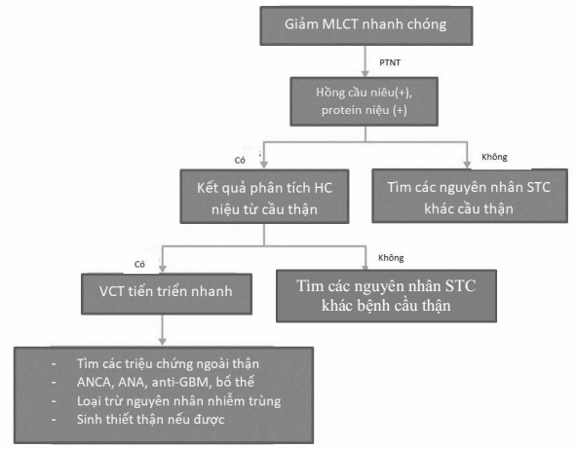 Giảm MLCT nhanh chóng
PTNT
Hồng cầu niêu(+),
protein niệu (+)
Có
Không
Kết quả phân tích HC
niệu từ cầu thận
Tìm các nguyên nhân STC
khác cầu thận
Có
Không
VCT tiến triển nhanh
Tìm các nguyên nhân STC
khác bệnh cầu thận
- Tìm các triệu chứng ngoài thận
- ANCA, ANA, anti-GBM, bổ thể
- Loại trừ nguyên nhân nhiễm trùng
- Sinh thiết thận nếu được